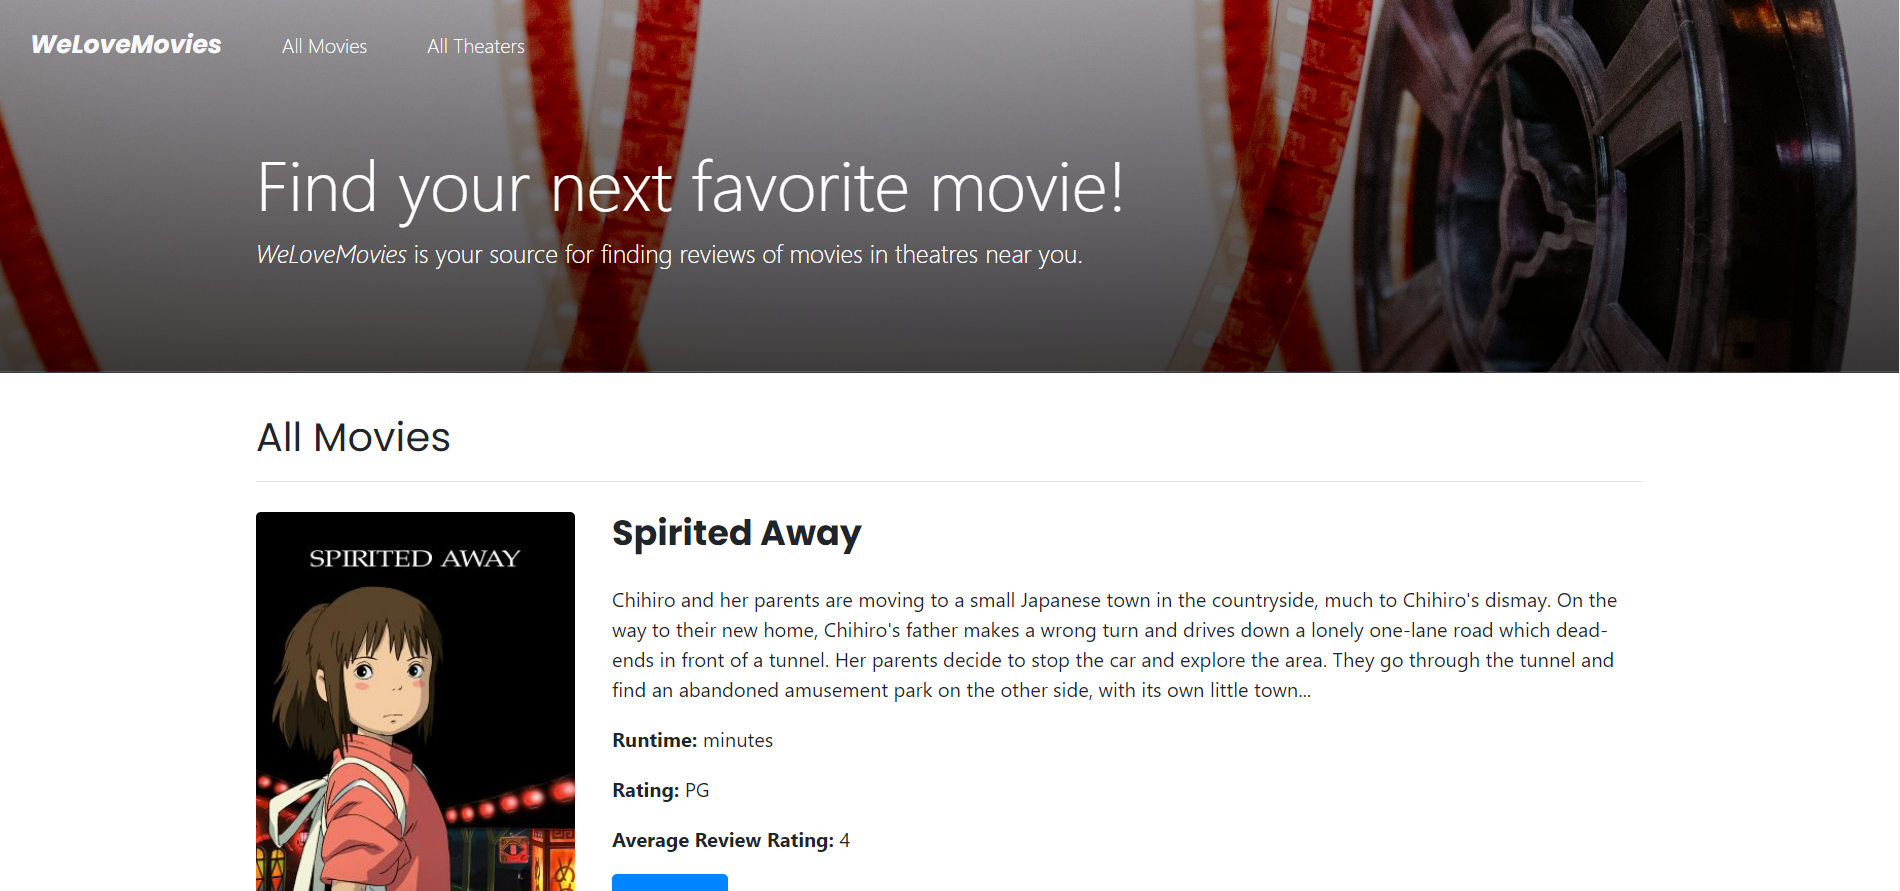 WeLoveMovies
All Movies
All Theaters
Find your next favorite movie!
WeLoveMovies is your source for finding reviews of movies in theatres near you.
All Movies
SPIRITED AWAY
Spirited Away
Chihiro and her parents are moving to a small Japanese town in the countryside, much to Chihiro's dismay. On the
way to their new home, Chihiro's father makes a wrong turn and drives down a lonely one-lane road which dead-
ends in front of a tunnel. Her parents decide to stop the car and explore the area. They go through the tunnel and
find an abandoned amusement park on the other side, with its own little town...
Runtime: minutes
Rating: PG
Average Review Rating: 4